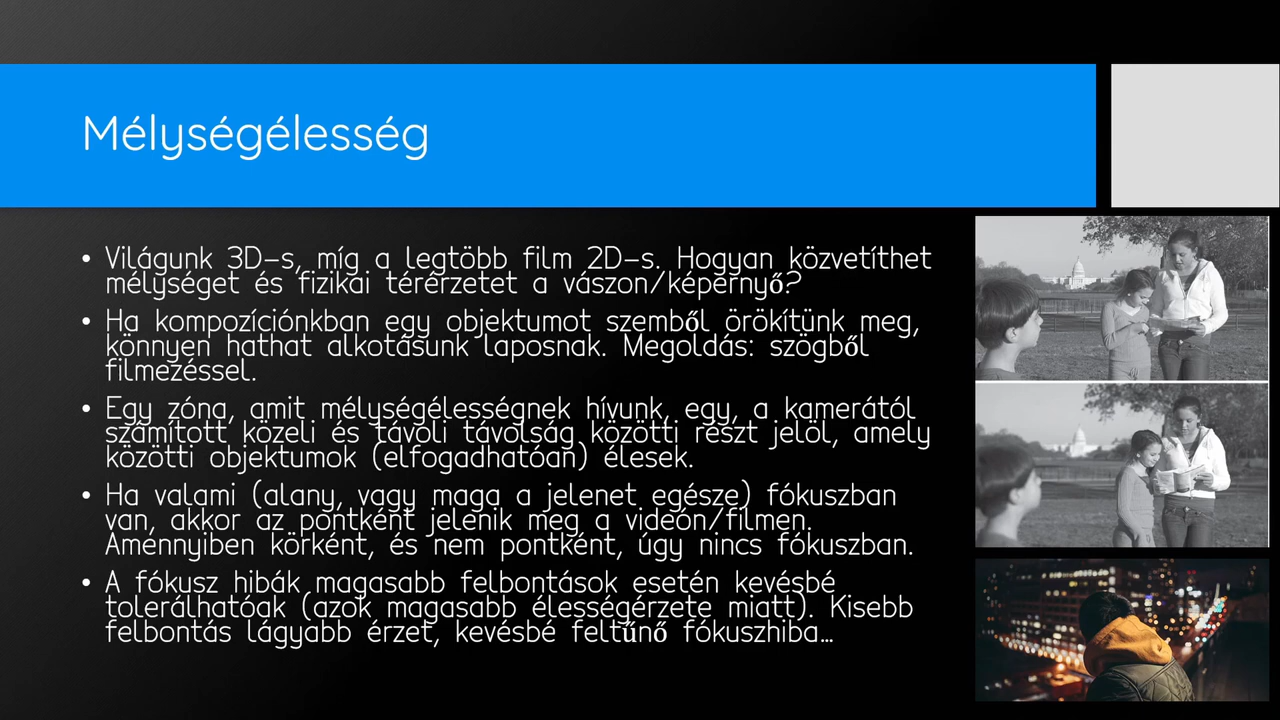 Mélységélesség
• Világunk 3D-s, míg a legtöbb film 2D-s. Hogyan közvetíthet
mélységet és fizikai térérzetet a vászon/képernyő?
• Ha kompozíciónkban egy objektumot szemből örökítünk meg,
könnyen hathat alkotásunk laposnak. Megoldás: szögből
filmezéssel.
• Egy zóna, amit mélységélességnek hívunk, egy, a kamerától
számított közeli és távoli távolság közötti részt jelöl, amely
közötti objektumok (elfogadhatóan) élesek.
• Ha valami (alany, vagy maga a jelenet egésze) fókuszban
van, akkor az pontként jelenik meg a videón/filmen.
Amennyiben körként, és nem pontként, úgy nincs fókuszban.
• A fókusz hibák magasabb felbontások esetén kevésbé
tolerálhatóak (azok magasabb élességérzete miatt). Kisebb
felbontás lágyabb érzet, kevésbé feltűnő fókuszhiba…